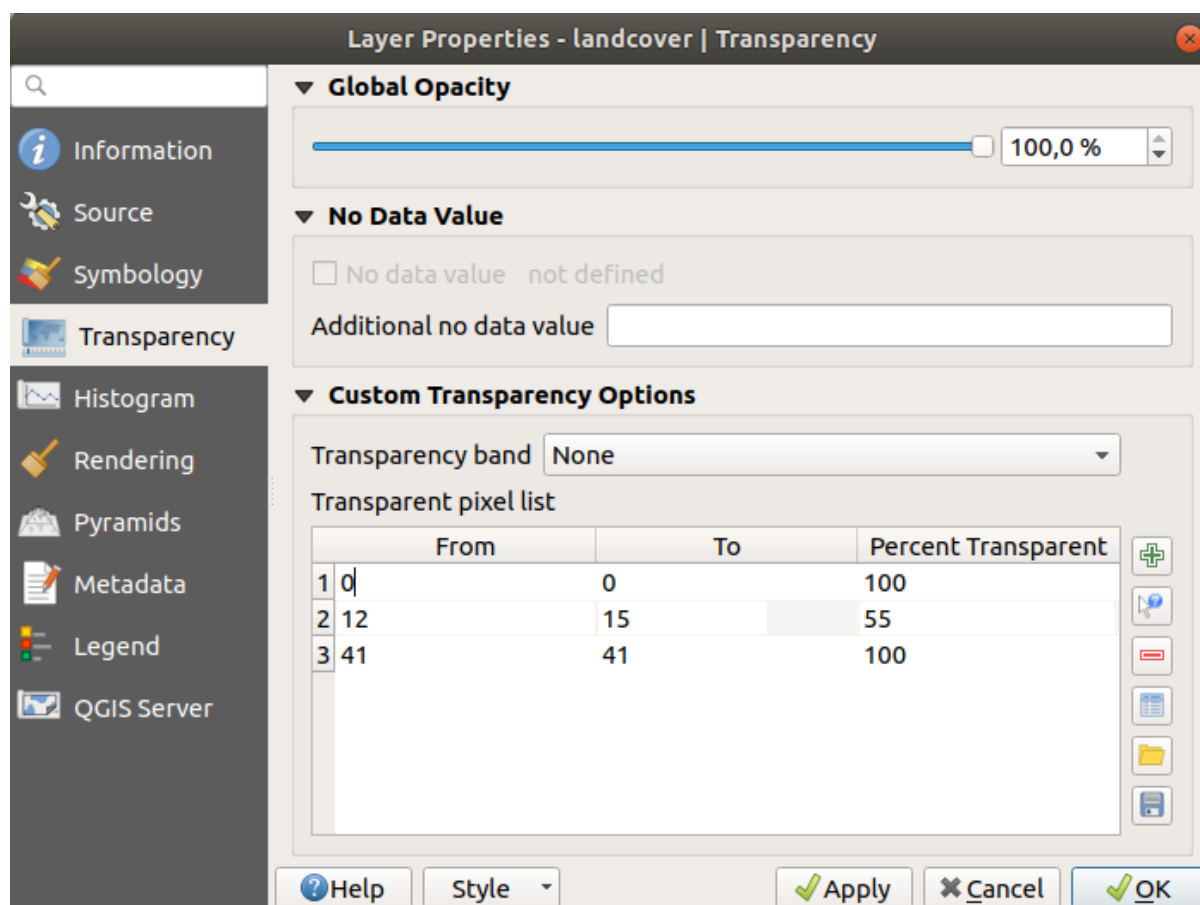 Layer Properties - landcover | Transparency
Information
Source
Symbology
Transparency
Histogram
Rendering
Pyramids
Metadata
Legend
QGIS Server
Global Opacity
100,0 %
No Data Value
No data value not defined
Additional no data value
Custom Transparency Options
Transparency band None
Transparent pixel list
From To Percent Transparent
1 0 0 100
2 12 15 55
3 41 41 100
Help Style Apply Cancel OK